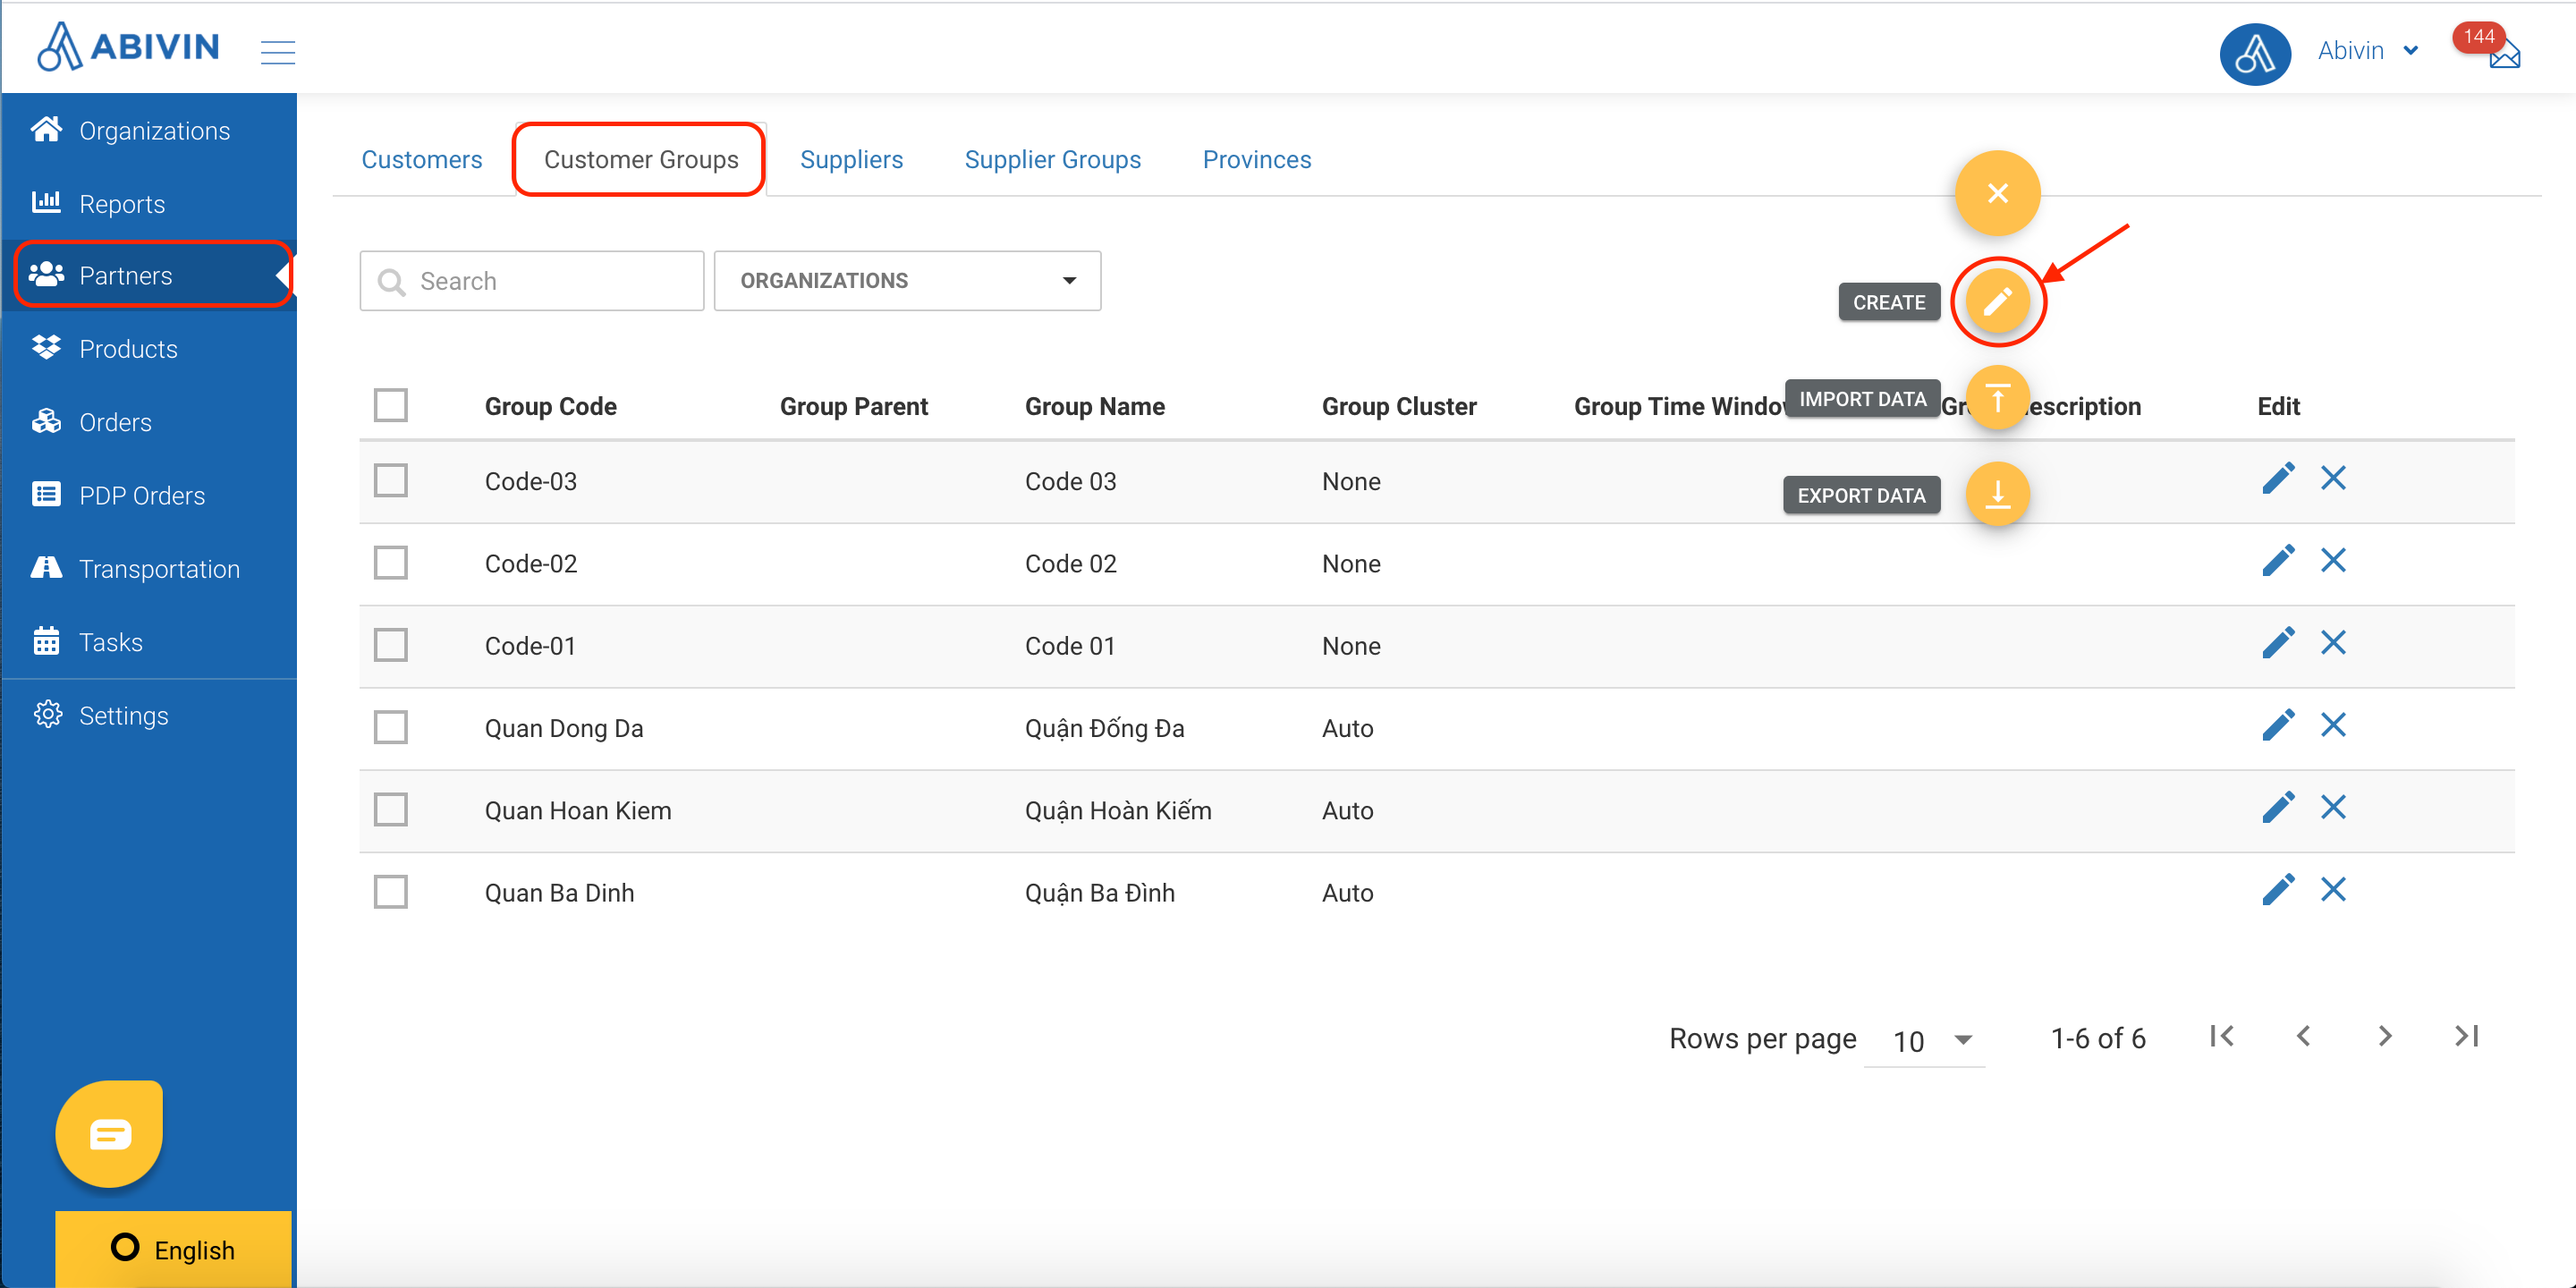 ABIVIN
Abivin
144
Organizations
Reports
Partners
Products
Orders
PDP Orders
Transportation
Tasks
Settings
English
Customers Customer Groups Suppliers Supplier Groups Provinces
Search ORGANIZATIONS
CREATE
IMPORT DATA
EXPORT DATA
Group Code Group Parent Group Name Group Cluster Group Time Window Gr escription Edit
Code-03 Code 03 None
Code-02 Code 02 None
Code-01 Code 01 None
Quan Dong Da Quận Đống Đa Auto
Quan Hoan Kiem Quận Hoàn Kiếm Auto
Quan Ba Dinh Quận Ba Đình Auto
Rows per page 10 1-6 of 6